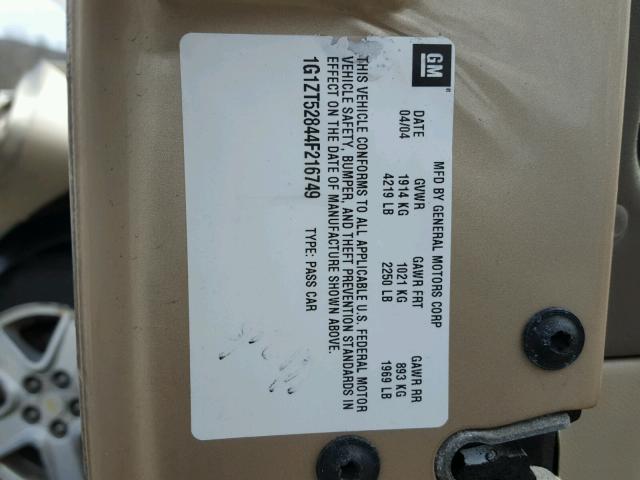 GM
MFD BY GENERAL MOTORS CORP
DATE GVWR GAWR FRT GAWR RR
04/04 1914 KG 1021 KG 893 KG
4219 LB 2250 LB 1969 LB
THIS VEHICLE CONFORMS TO ALL APPLICABLE U.S. FEDERAL MOTOR
VEHICLE SAFETY, BUMPER, AND THEFT PREVENTION STANDARDS IN
EFFECT ON THE DATE OF MANUFACTURE SHOWN ABOVE.
1G1ZT52844F216749 TYPE: PASS CAR